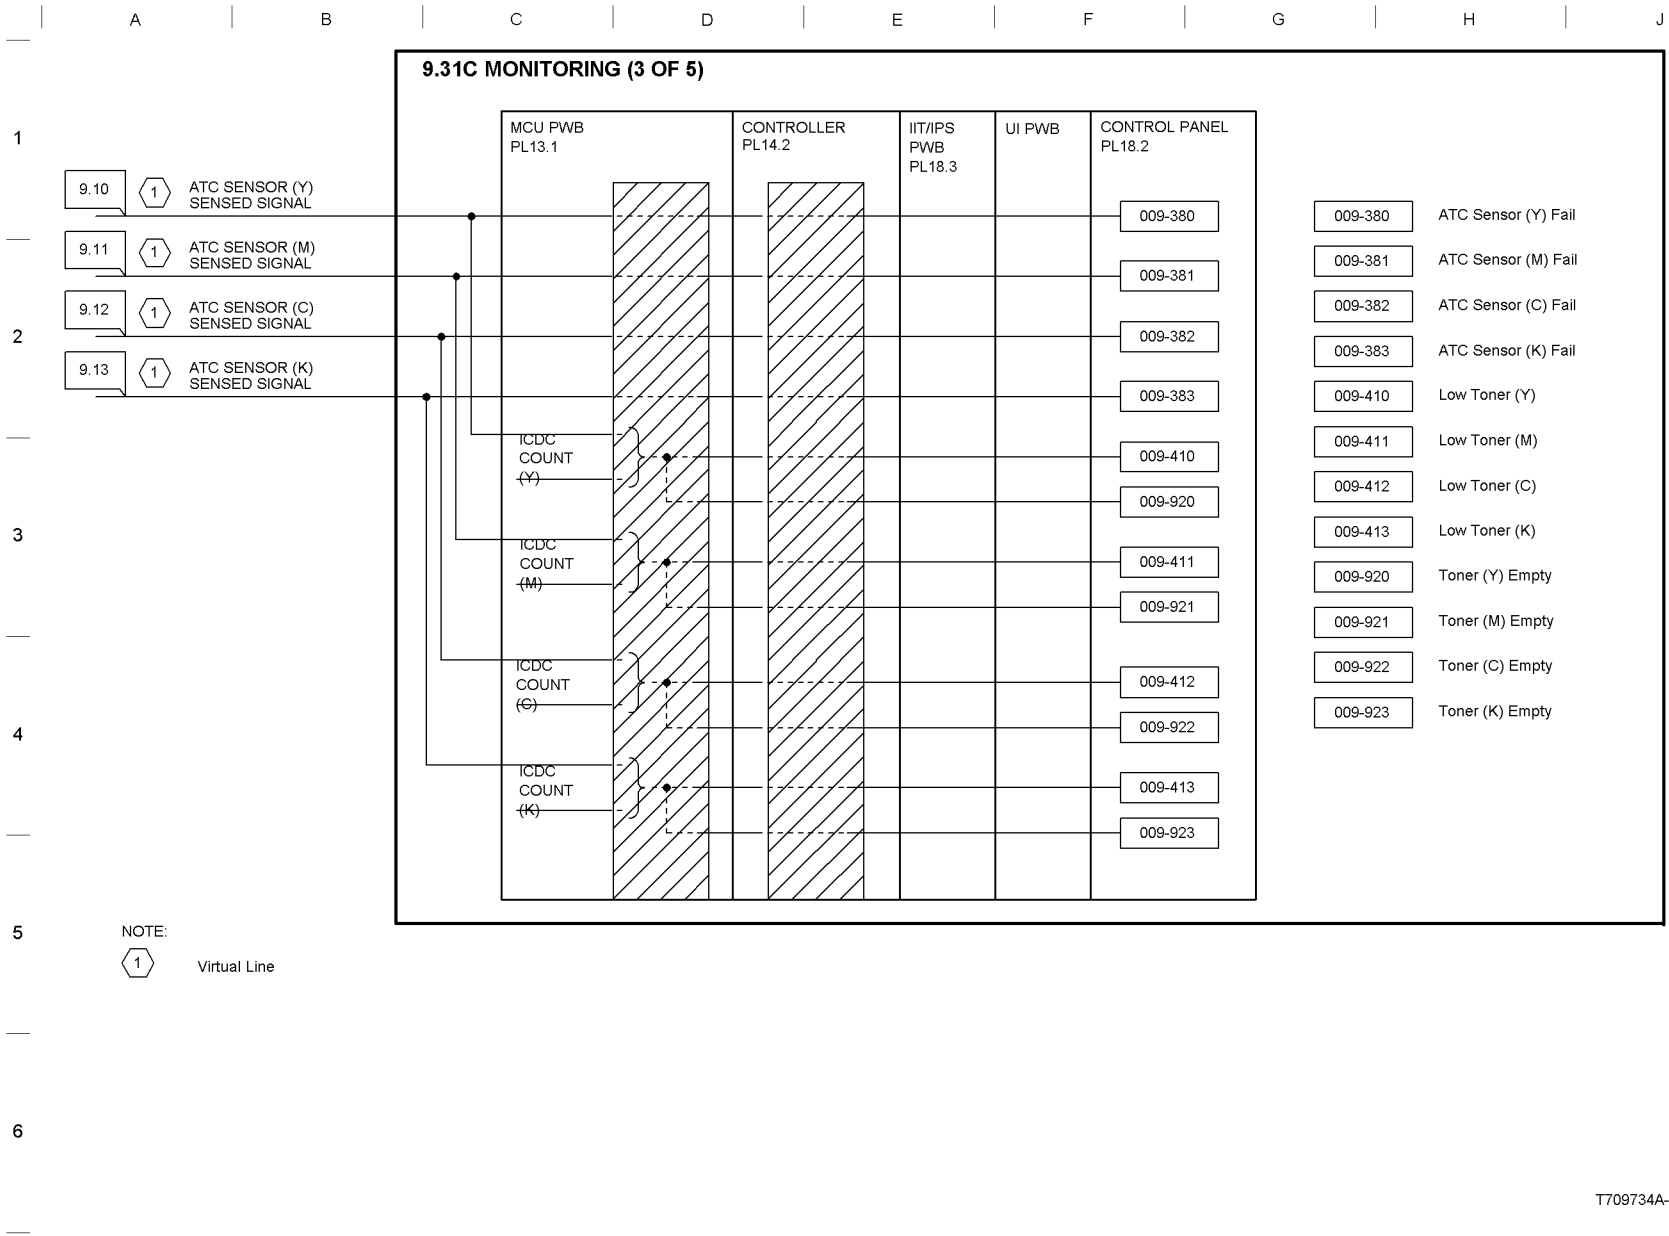 A B C D E F G H J
9.31C MONITORING (3 OF 5)
1
MCU PWB
PL13.1
CONTROLLER
PL14.2
IIT/IPS
PWB
PL18.3
UI PWB
CONTROL PANEL
PL18.2
9.10 1 ATC SENSOR (Y)
SENSED SIGNAL
9.11 1 ATC SENSOR (M)
SENSED SIGNAL
2
9.12 1 ATC SENSOR (C)
SENSED SIGNAL
9.13 1 ATC SENSOR (K)
SENSED SIGNAL
ICDC
COUNT
(Y)
3
ICDC
COUNT
(M)
ICDC
COUNT
(C)
4
ICDC
COUNT
(K)
009-380
009-381
009-382
009-383
009-410
009-920
009-411
009-921
009-412
009-922
009-413
009-923
009-380 ATC Sensor (Y) Fail
009-381 ATC Sensor (M) Fail
009-382 ATC Sensor (C) Fail
009-383 ATC Sensor (K) Fail
009-410 Low Toner (Y)
009-411 Low Toner (M)
009-412 Low Toner (C)
009-413 Low Toner (K)
009-920 Toner (Y) Empty
009-921 Toner (M) Empty
009-922 Toner (C) Empty
009-923 Toner (K) Empty
5
NOTE:
1 Virtual Line
6
T709734A-